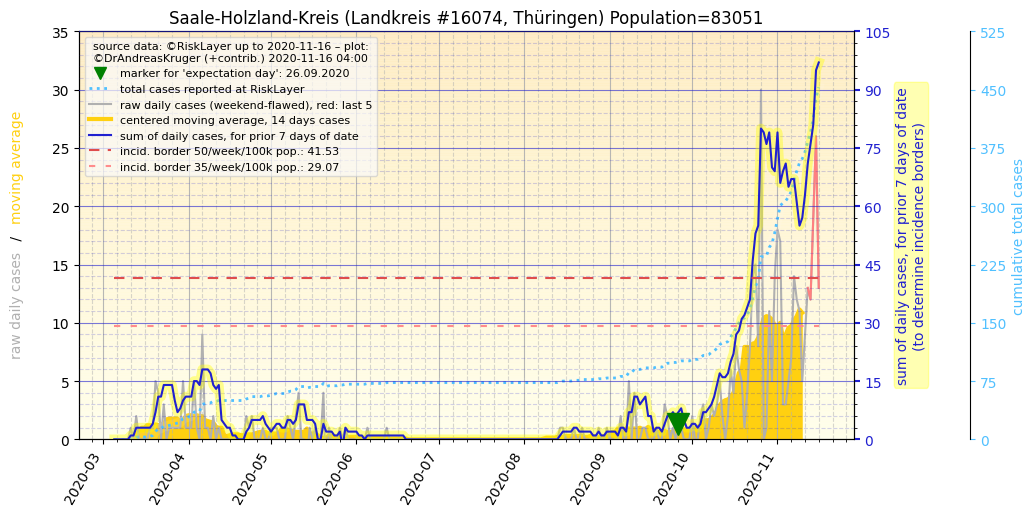 Saale-Holzland-Kreis (Landkreis #16074, Thüringen) Population=83051
source data: ©RiskLayer up to 2020-11-16 – plot:
©DrAndreasKruger (+contrib.) 2020-11-16 04:00
marker for 'expectation day': 26.09.2020
total cases reported at RiskLayer
raw daily cases (weekend-flawed), red: last 5
centered moving average, 14 days cases
sum of daily cases, for prior 7 days of date
incid. border 50/week/100k pop.: 41.53
incid. border 35/week/100k pop.: 29.07
raw daily cases / moving average
35
30
25
20
15
10
5
0
2020-03
2020-04
2020-05
2020-06
2020-07
2020-08
2020-09
2020-10
2020-11
105
90
75
60
45
30
15
0
sum of daily cases, for prior 7 days of date
(to determine incidence borders)
525
450
375
300
225
150
75
0
cumulative total cases